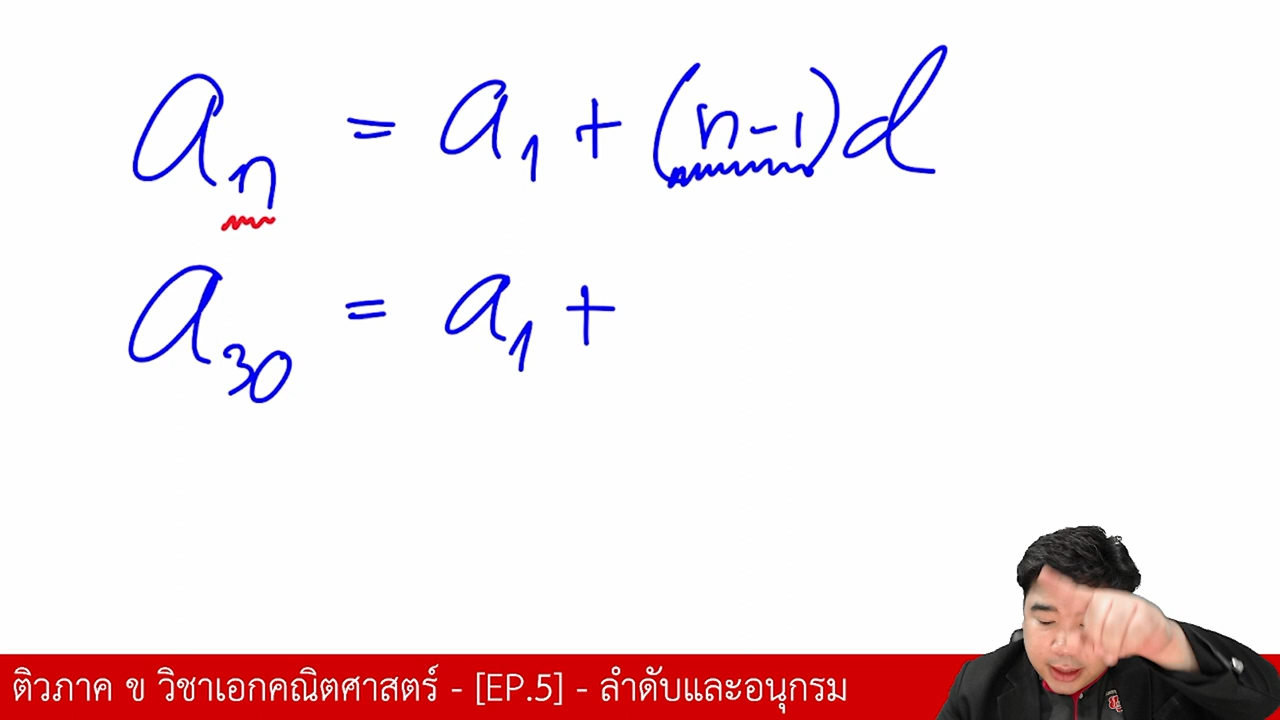 aₙ = a₁ + (n-1)d
a₃₀ = a₁ +
ติวภาค ข วิชาเอกคณิตศาสตร์ - [EP.5] - ลำดับและอนุกรม